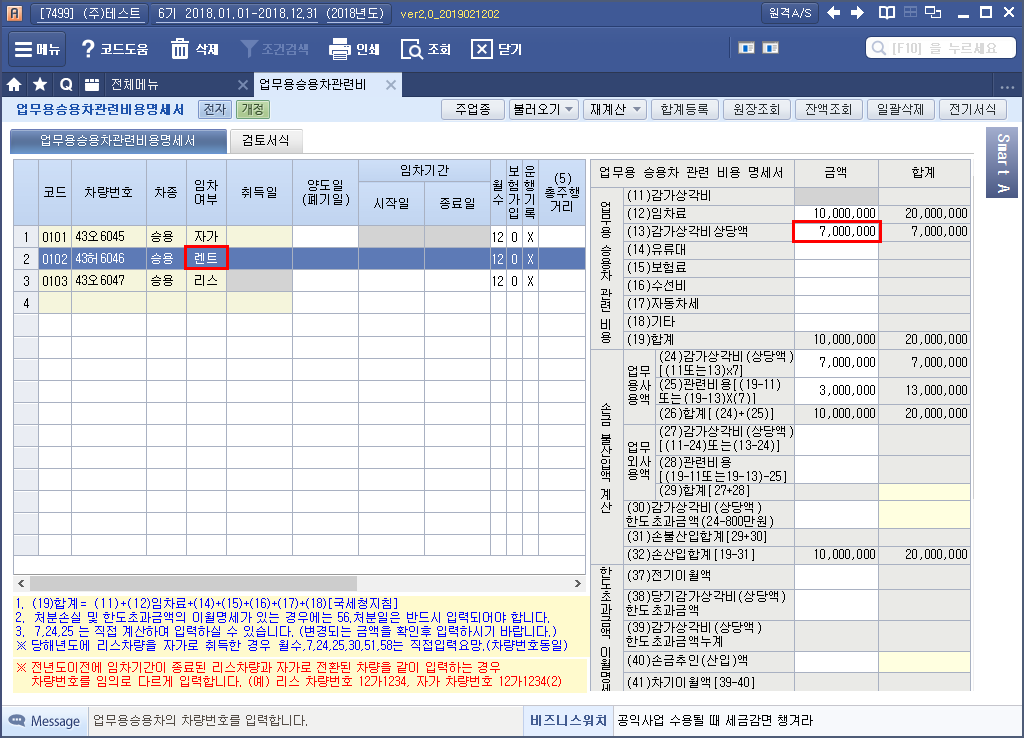 [7499] (주)테스트 6기 2018.01.01-2018.12.31 (2018년도) ver2.0_2019021202 원격A/S
메뉴 ? 코드도움 삭제 조건검색 인쇄 조회 닫기 [F10] 을 누르세요
전체메뉴 업무용승용차관련비 ...
업무용승용차관련비용명세서 전자 개정 주업종 불러오기 재계산 합계등록 원장조회 잔액조회 일괄삭제 전기서식
업무용승용차관련비용명세서 검토서식
Smart A
코드 차량번호 차종 임차여부 취득일 양도일(폐기일) 임차기간 시작일 종료일 월수 보험가입 운행기록 (5)총주행거리
1 0101 43오6045 승용 자가 12 0 X
2 0102 43허6046 승용 렌트 12 0 X
3 0103 43오6047 승용 리스 12 0 X
4
업무용 승용차 관련 비용 명세서 금액 합계
업무용 승용차 관련 비용
(11)감가상각비
(12)임차료 10,000,000 20,000,000
(13)감가상각비상당액 7,000,000 7,000,000
(14)유류대
(15)보험료
(16)수선비
(17)자동차세
(18)기타
(19)합계 10,000,000 20,000,000
손금 불산입액 계산
업무용사용액
(24)감가상각비(상당액)
[(11또는13)x7] 7,000,000 7,000,000
(25)관련비용[(19-11)
또는(19-13)X(7)] 3,000,000 13,000,000
(26)합계[(24)+(25)] 10,000,000 20,000,000
업무외사용액
(27)감가상각비(상당액)
[(11-24)또는(13-24)]
(28)관련비용
[(19-11또는19-13)-25]
(29)합계[27+28]
(30)감가상각비(상당액)
한도초과금액(24-800만원)
(31)손불산입합계[29+30]
(32)손산입합계[19-31] 10,000,000 20,000,000
한도초과금액 이월명세
(37)전기이월액
(38)당기감가상각비(상당액)
한도초과금액
(39)감가상각비(상당액)
한도초과금액누계
(40)손금추인(산입)액
(41)차기이월액[39-40]
1. (19)합계= (11)+(12)임차료+(14)+(15)+(16)+(17)+(18)[국세청지침]
2. 처분손실 및 한도초과금액의 이월명세가 있는 경우에는 56.처분일은 반드시 입력되어야 합니다.
3. 7,24,25 는 직접 계산하며 입력하실 수 있습니다. (변경되는 금액을 확인후 입력하시기 바랍니다.)
※ 당해년도에 리스차량을 자가로 취득한 경우 월수,7,24,25,30,51,58는 직접입력요망.(차량번호동일)
※ 전년도이전에 임차기간이 종료된 리스차량과 자가로 전환된 차량을 같이 입력하는 경우
차량번호를 임의로 다르게 입력합니다. (예) 리스 차량번호 12가1234, 자가 차량번호 12가1234(2)
Message 업무용승용차의 차량번호를 입력합니다. 비즈니스워치 공익사업 수용될 때 세금감면 챙겨라